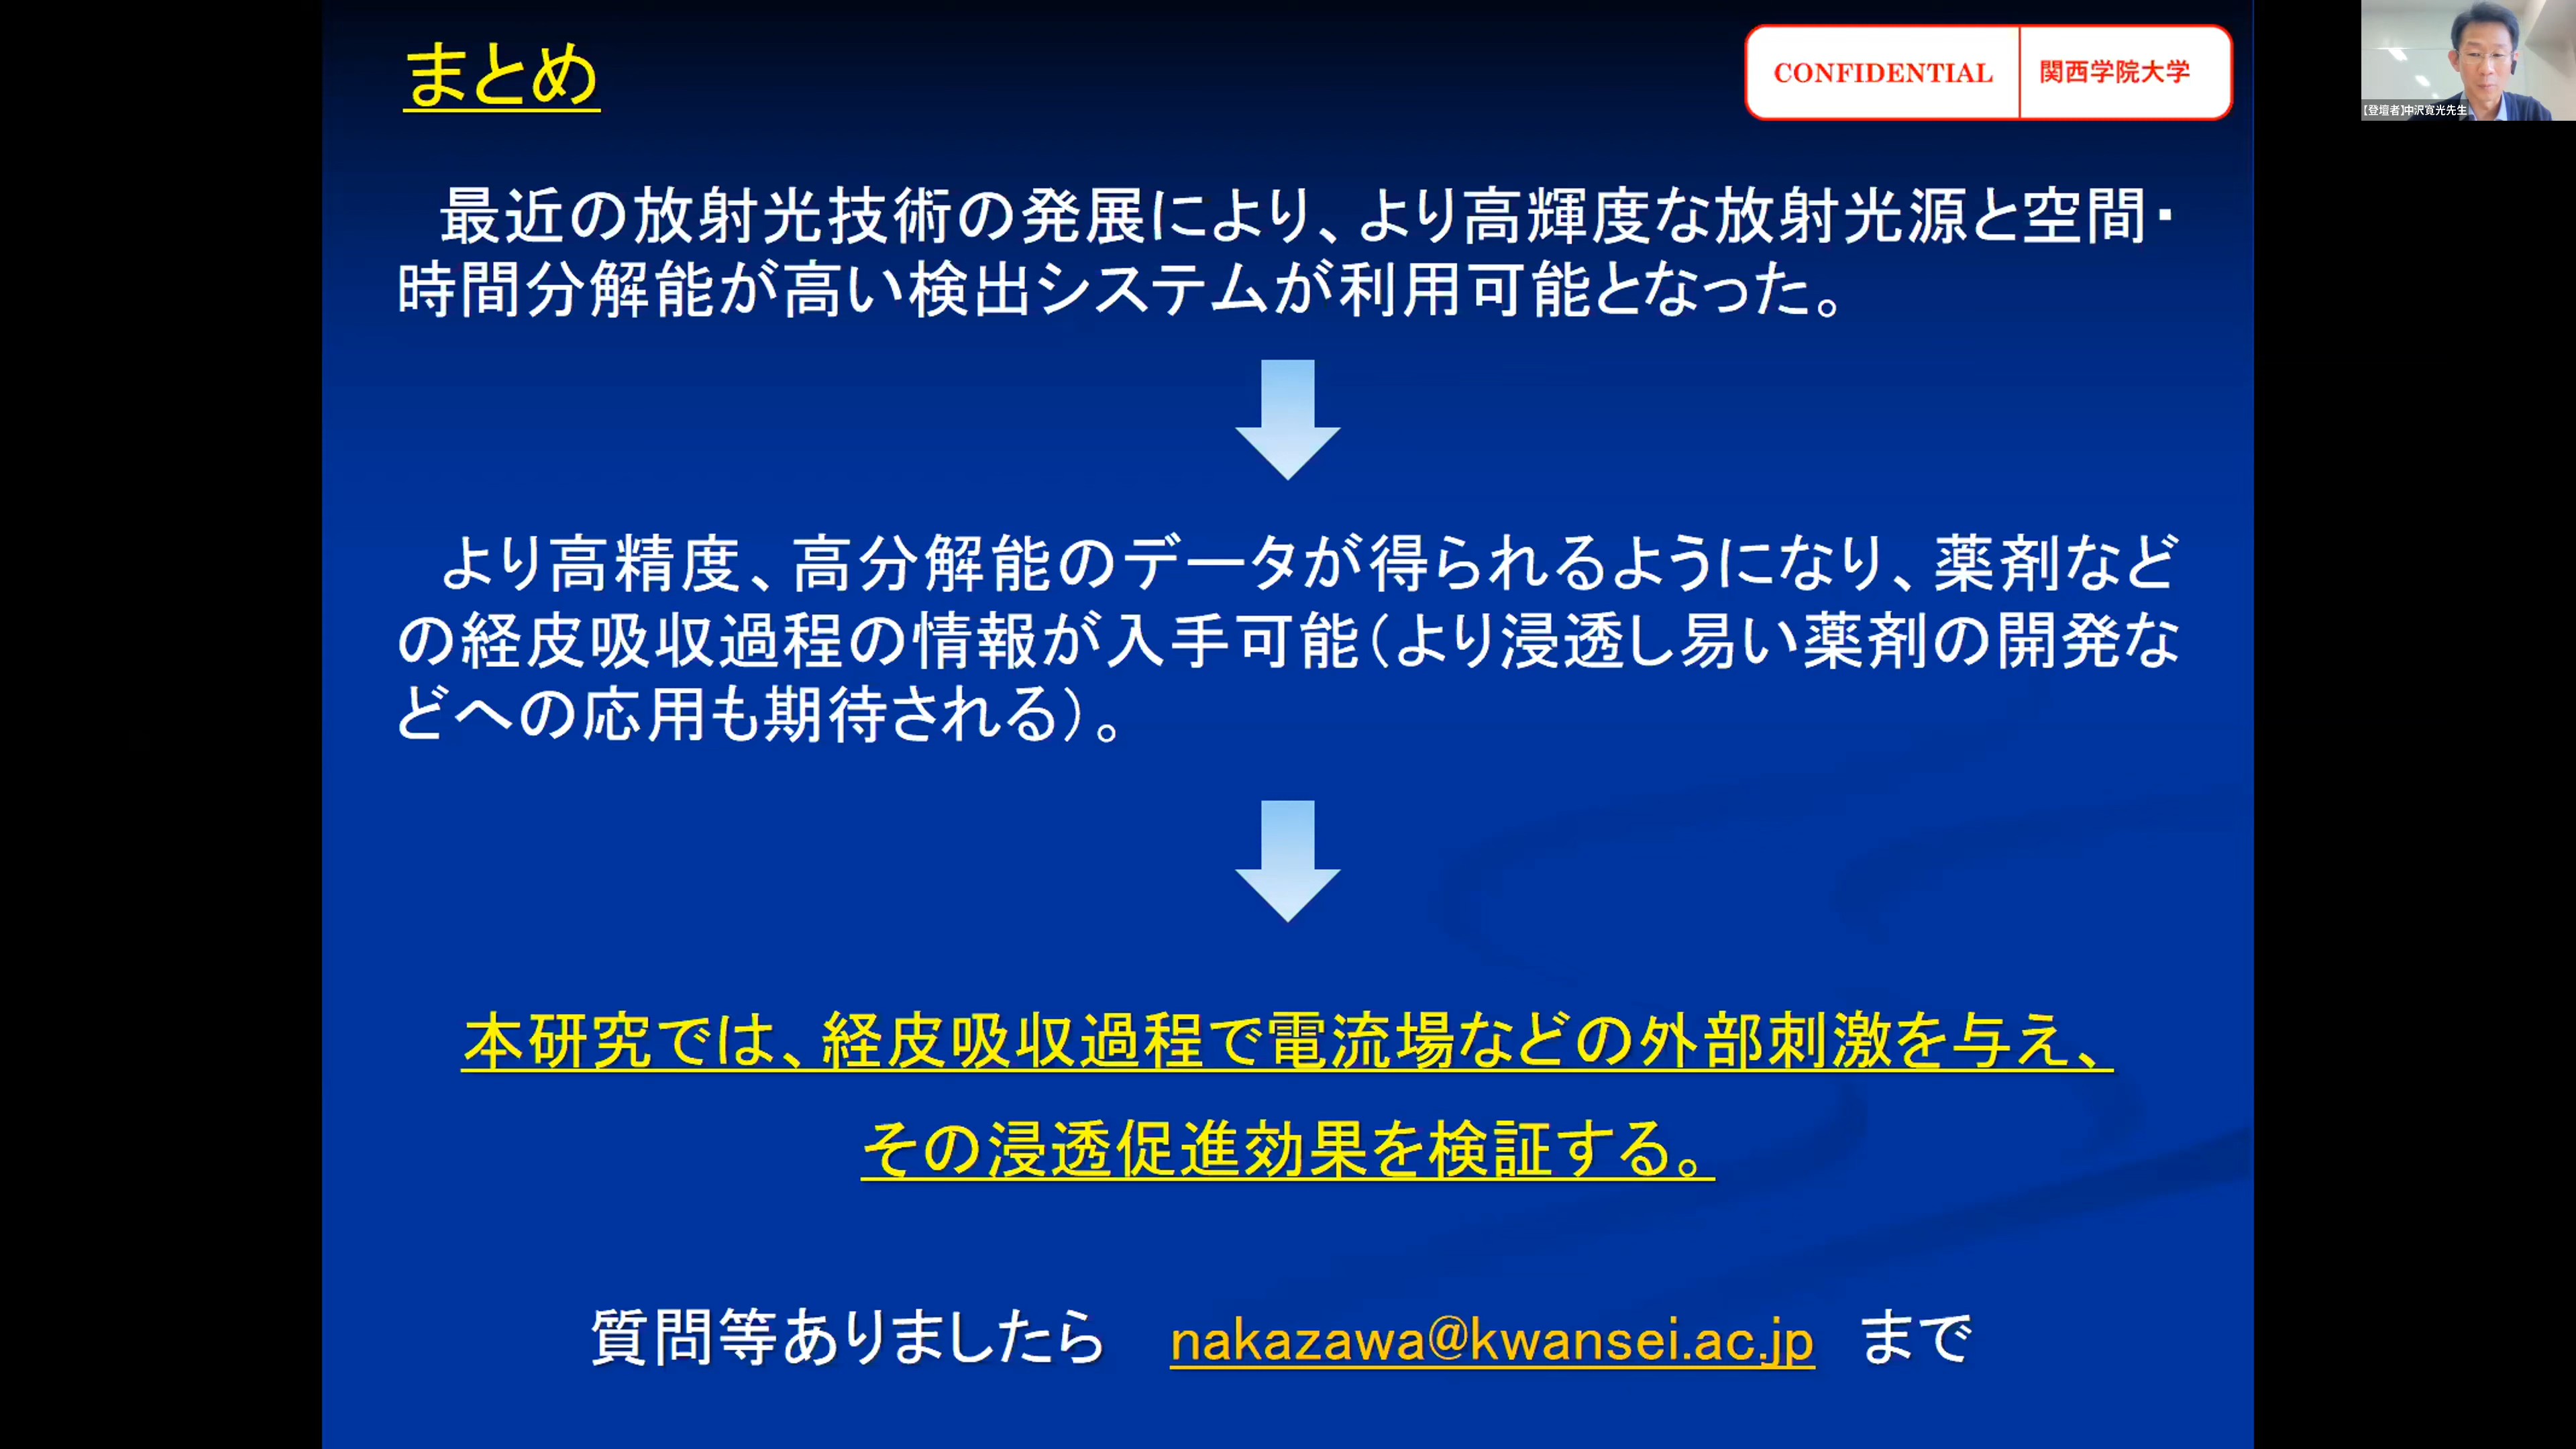 まとめ
CONFIDENTIAL 関西学院大学
【登壇者】中沢寛光先生
最近の放射光技術の発展により、より高輝度な放射光源と空間・
時間分解能が高い検出システムが利用可能となった。
より高精度、高分解能のデータが得られるようになり、薬剤など
の経皮吸収過程の情報が入手可能（より浸透し易い薬剤の開発な
どへの応用も期待される）。
本研究では、経皮吸収過程で電流場などの外部刺激を与え、
その浸透促進効果を検証する。
質問等ありましたら nakazawa@kwansei.ac.jp まで